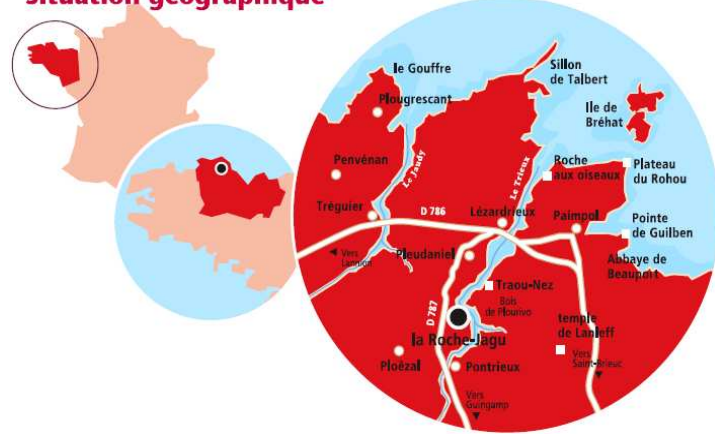 situation géographique
le Gouffre
Plougrescant
Sillon
de Talbert
Ile de
Bréhat
Penvénan
Le Jaudy
Le Trieux
Roche
aux oiseaux
Plateau
du Rohou
Tréguier
D 786
Lézardrieux
Paimpol
Pointe
de Guilben
Vers
Lannion
Pleudaniel
Abbaye de
Beauport
Traou-Nez
Bois
de Plourivo
D 787
la Roche-Jagu
temple
de Lanleff
Vers
Saint-Brieuc
Ploëzal
Pontrieux
Vers
Guingamp